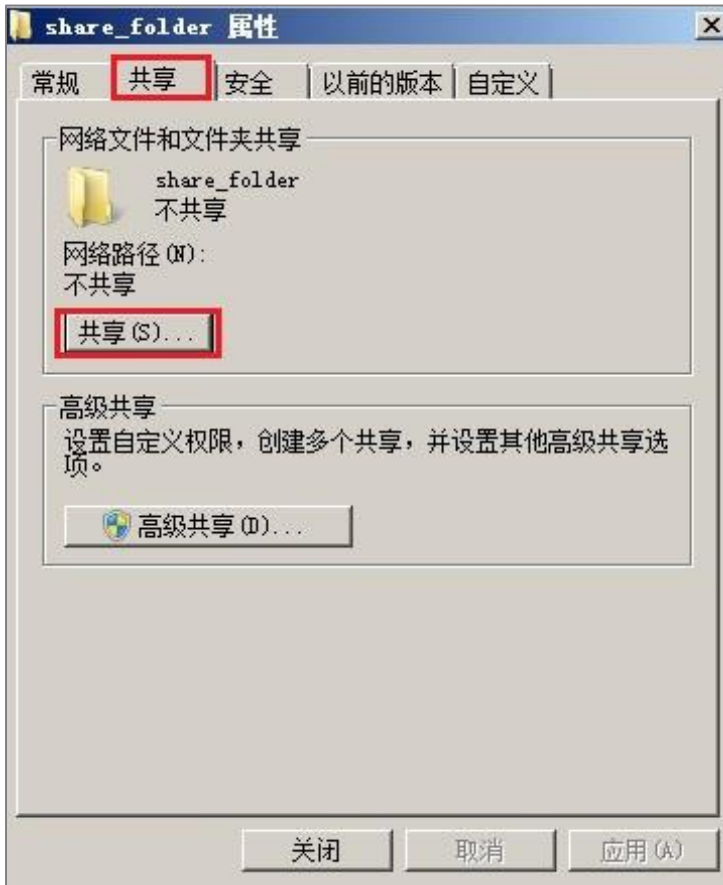 share_folder 属性
常规 共享 安全 以前的版本 自定义
网络文件和文件夹共享
share_folder
不共享
网络路径(N):
不共享
共享(S)...
高级共享
设置自定义权限，创建多个共享，并设置其他高级共享选
项。
高级共享(D)...
关闭 取消 应用(A)